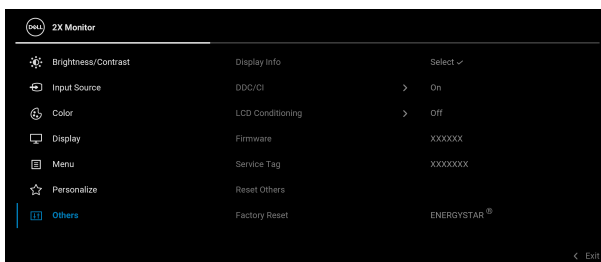 DELL 2X Monitor
Brightness/Contrast Display Info Select
Input Source DDC/CI On
Color LCD Conditioning Off
Display Firmware XXXXXX
Menu Service Tag XXXXXXX
Personalize Reset Others
Others Factory Reset ENERGYSTAR ®
Exit